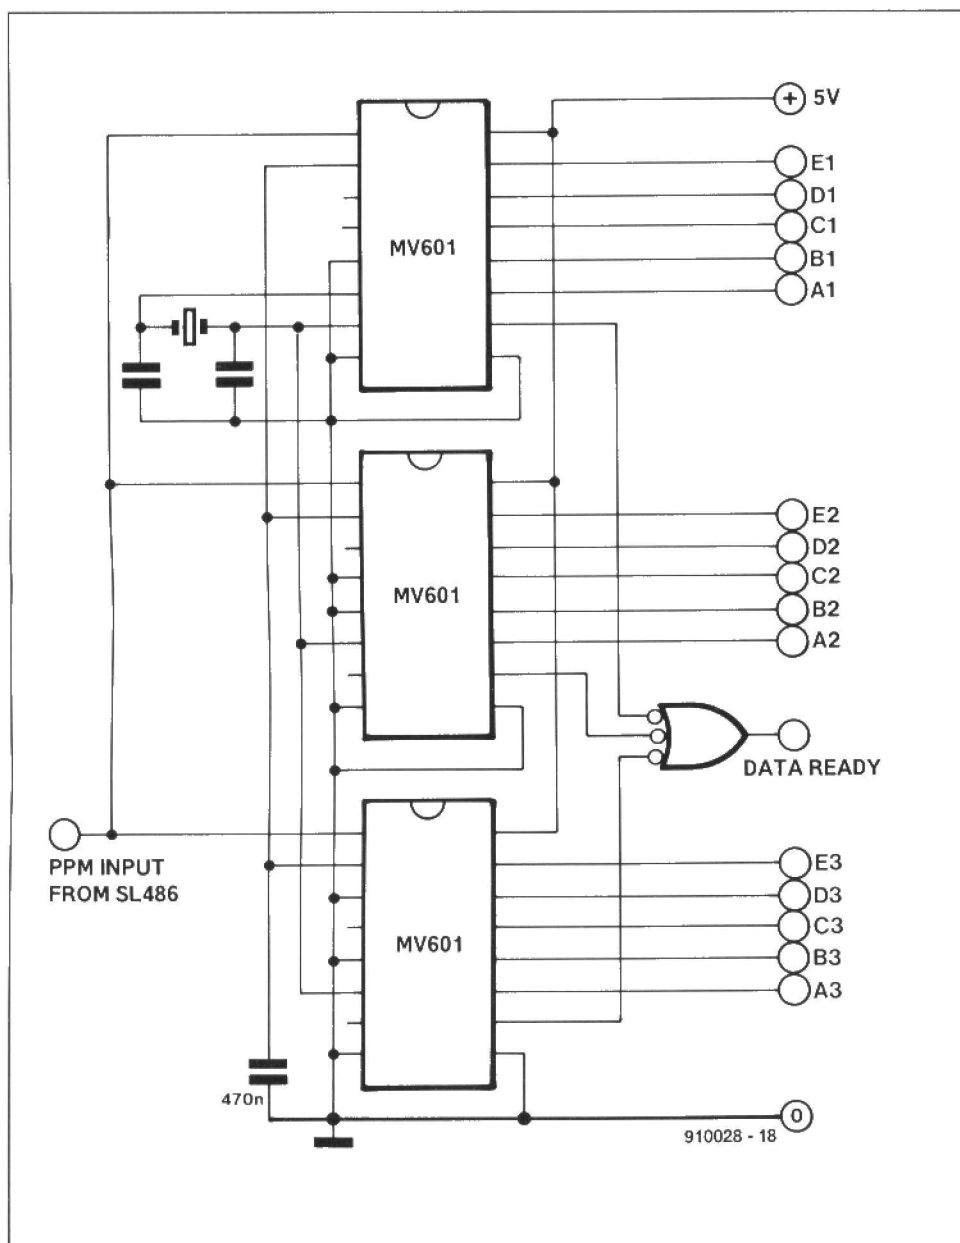 + 5V
E1
D1
C1
MV601
B1
A1
E2
D2
C2
MV601
B2
A2
DATA READY
PPM INPUT
FROM SL486
E3
D3
C3
MV601
B3
A3
470n
0
910028 - 18